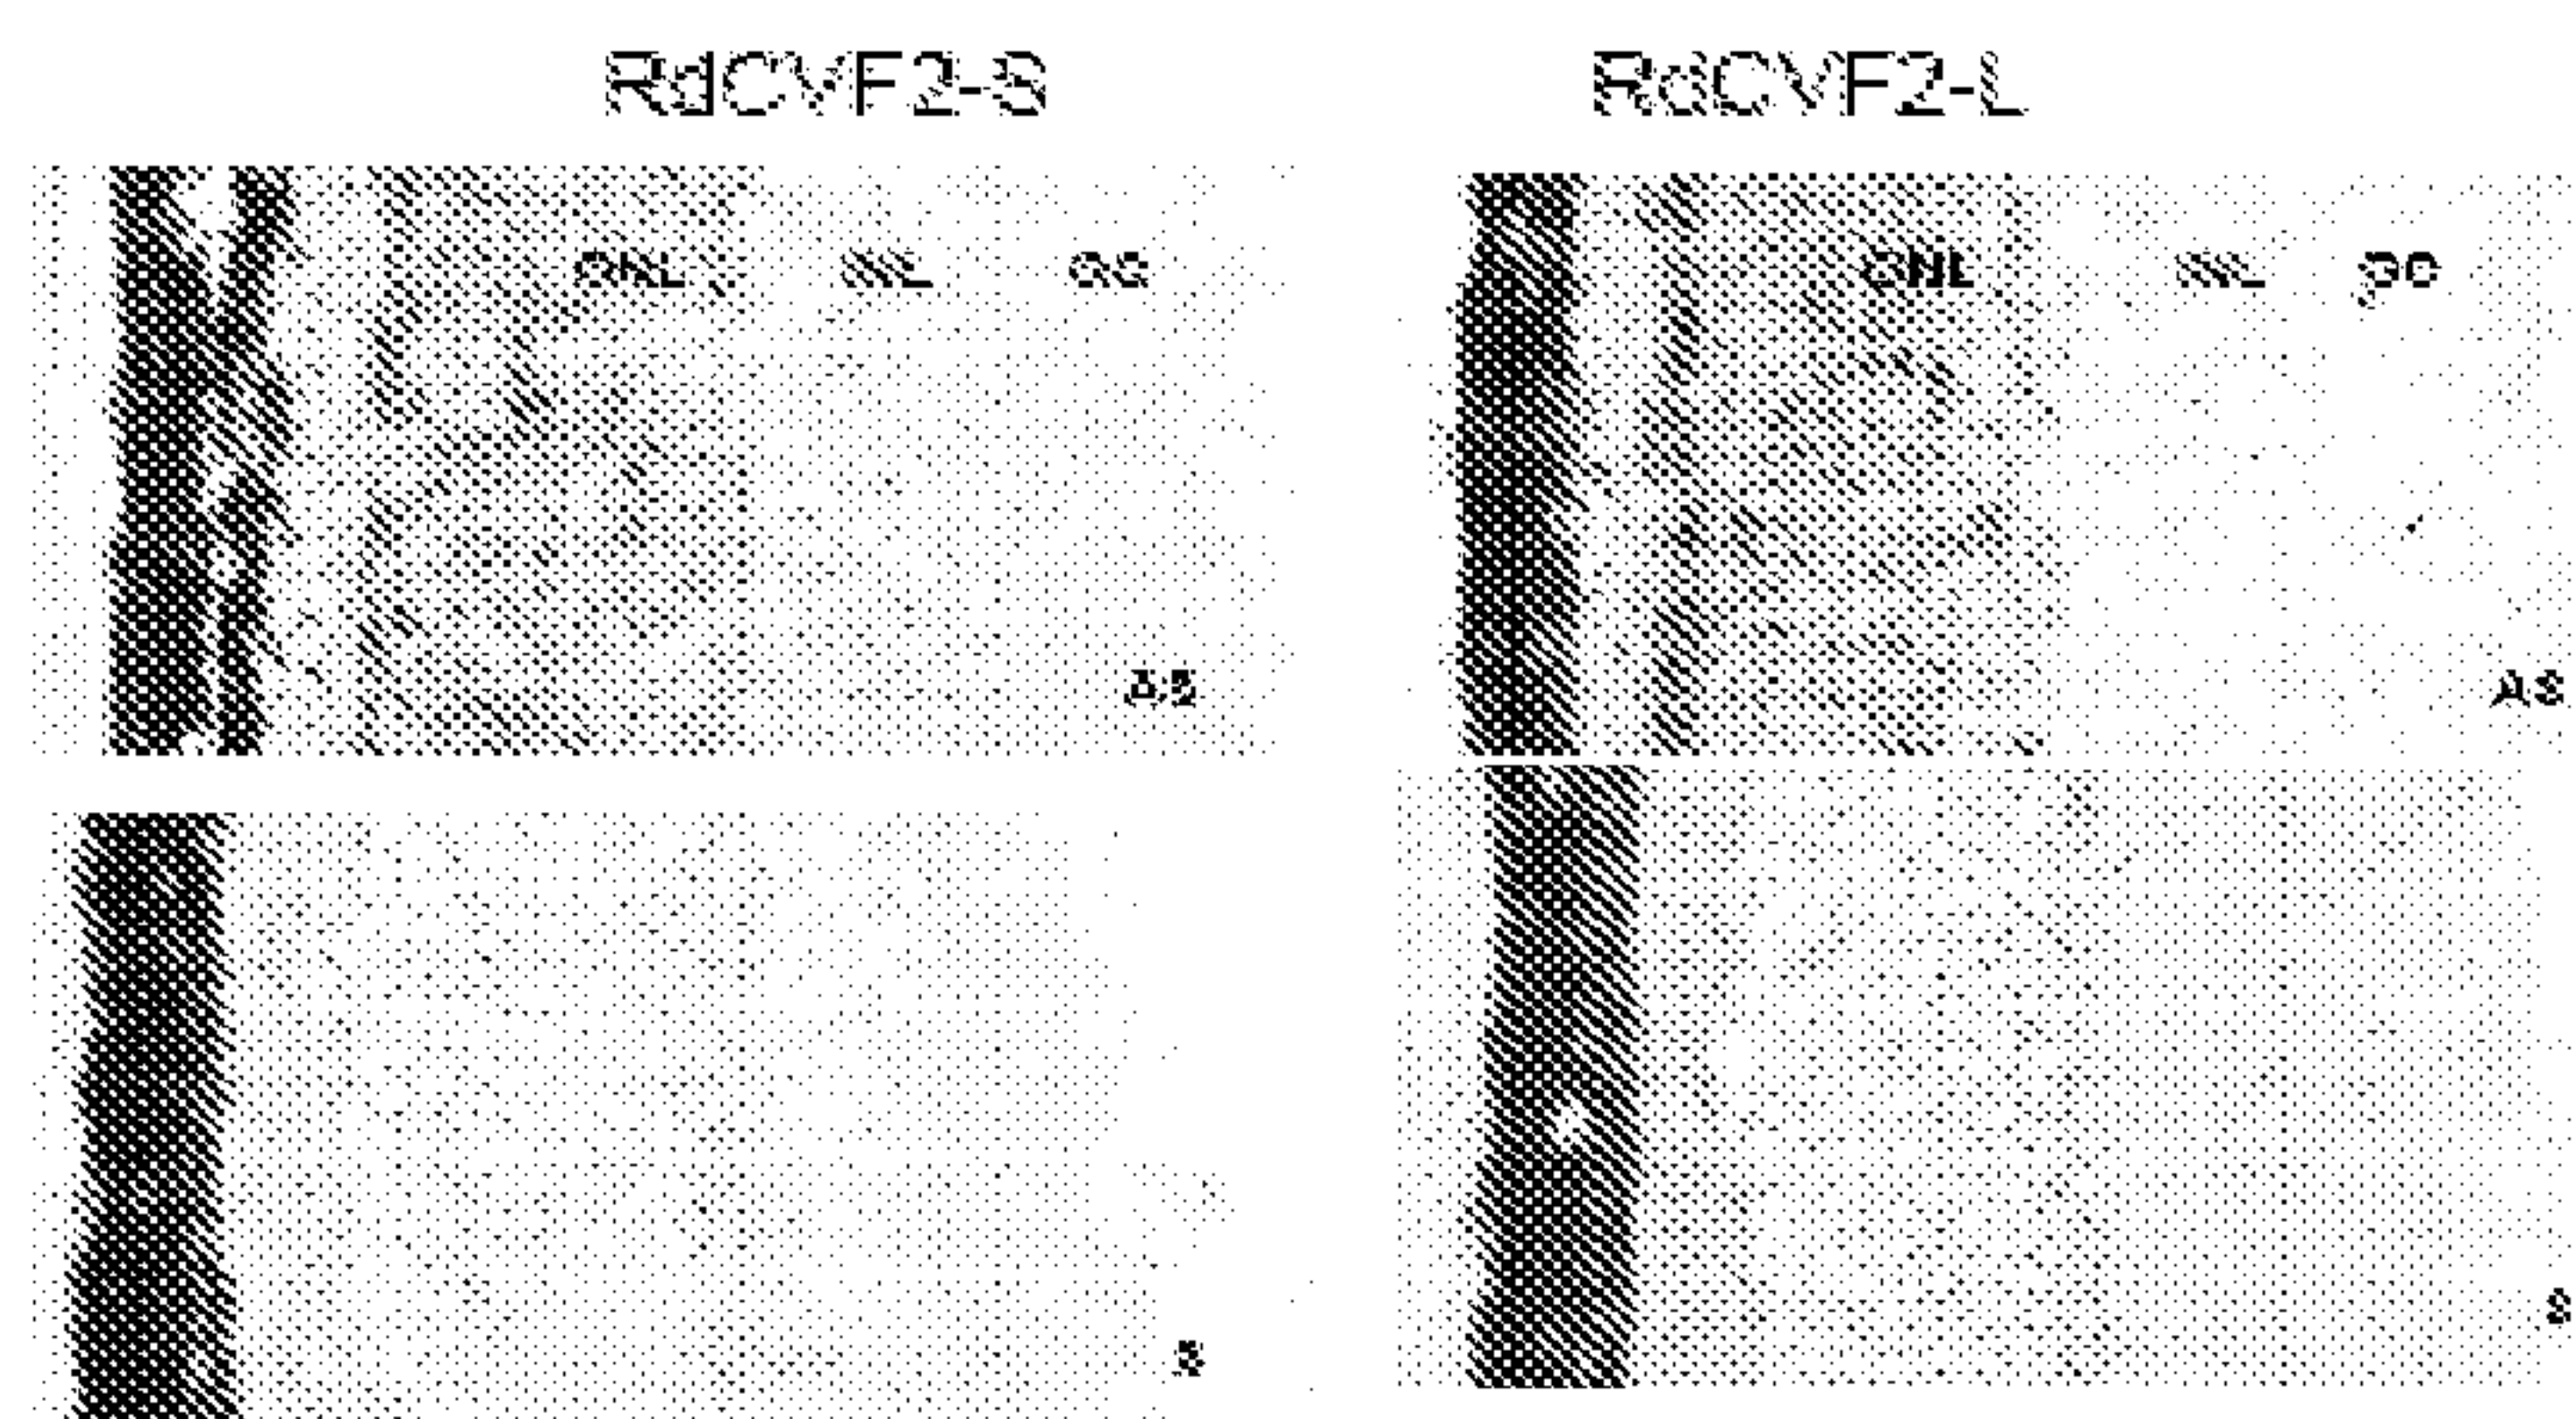 RdCVF2-S RdCVF2-L
ONL INL GC ONL INL GC
AS AS
S
S